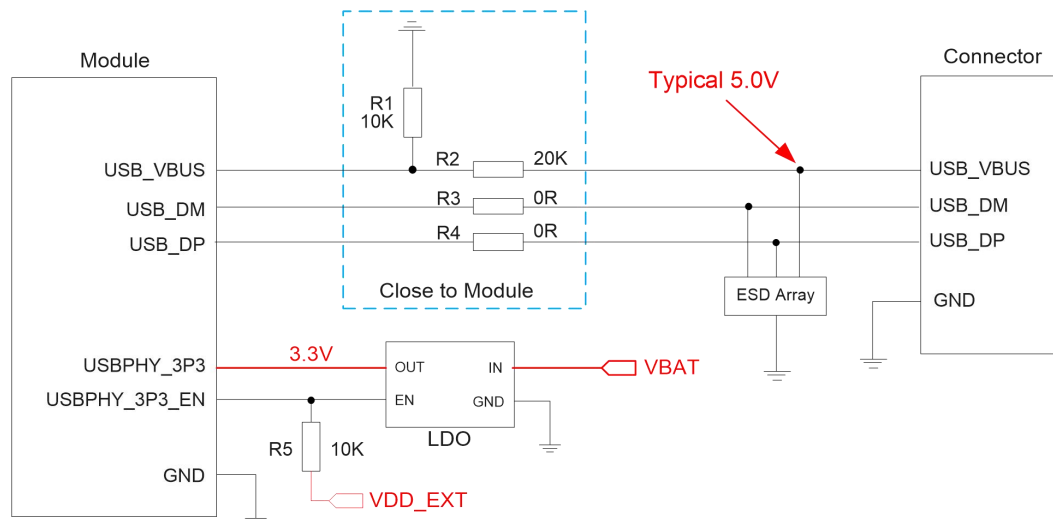 Module
Connector
Typical 5.0V
R1
10K
USB_VBUS
R2
20K
USB_VBUS
USB_DM
R3
0R
USB_DM
USB_DP
R4
0R
USB_DP
Close to Module
ESD Array
GND
USBPHY_3P3
3.3V
OUT
IN
VBAT
USBPHY_3P3_EN
EN
GND
LDO
R5
10K
GND
VDD_EXT